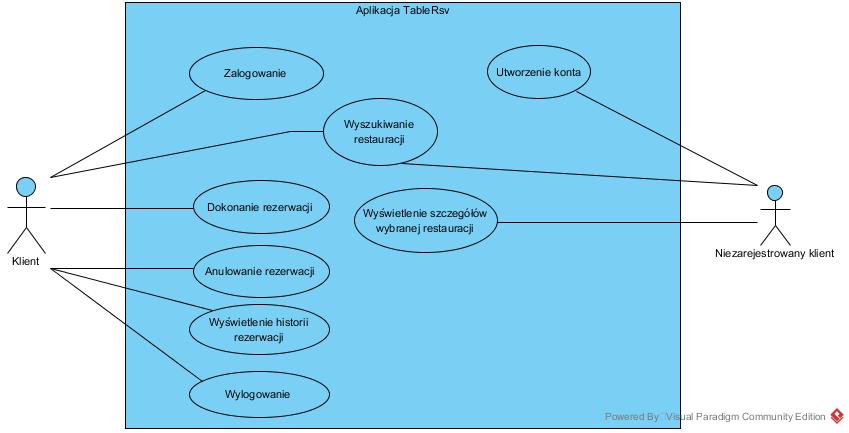 Aplikacja TableRsv
Zalogowanie
Utworzenie konta
Wyszukiwanie
restauracji
Dokonanie rezerwacji
Wyświetlenie szczegółów
wybranej restauracji
Klient
Niezarejestrowany klient
Anulowanie rezerwacji
Wyświetlenie historii
rezerwacji
Wylogowanie
Powered By Visual Paradigm Community Edition